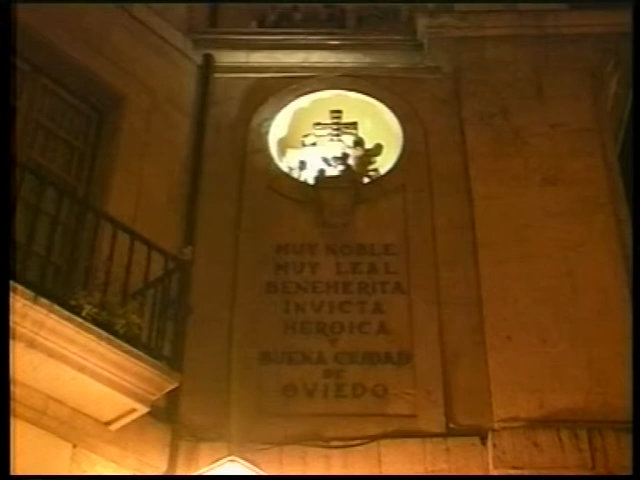 MUY NOBLE
MUY LEAL
BENEMERITA
INVICTA
HEROICA
Y
BUENA CIUDAD
DE
OVIEDO